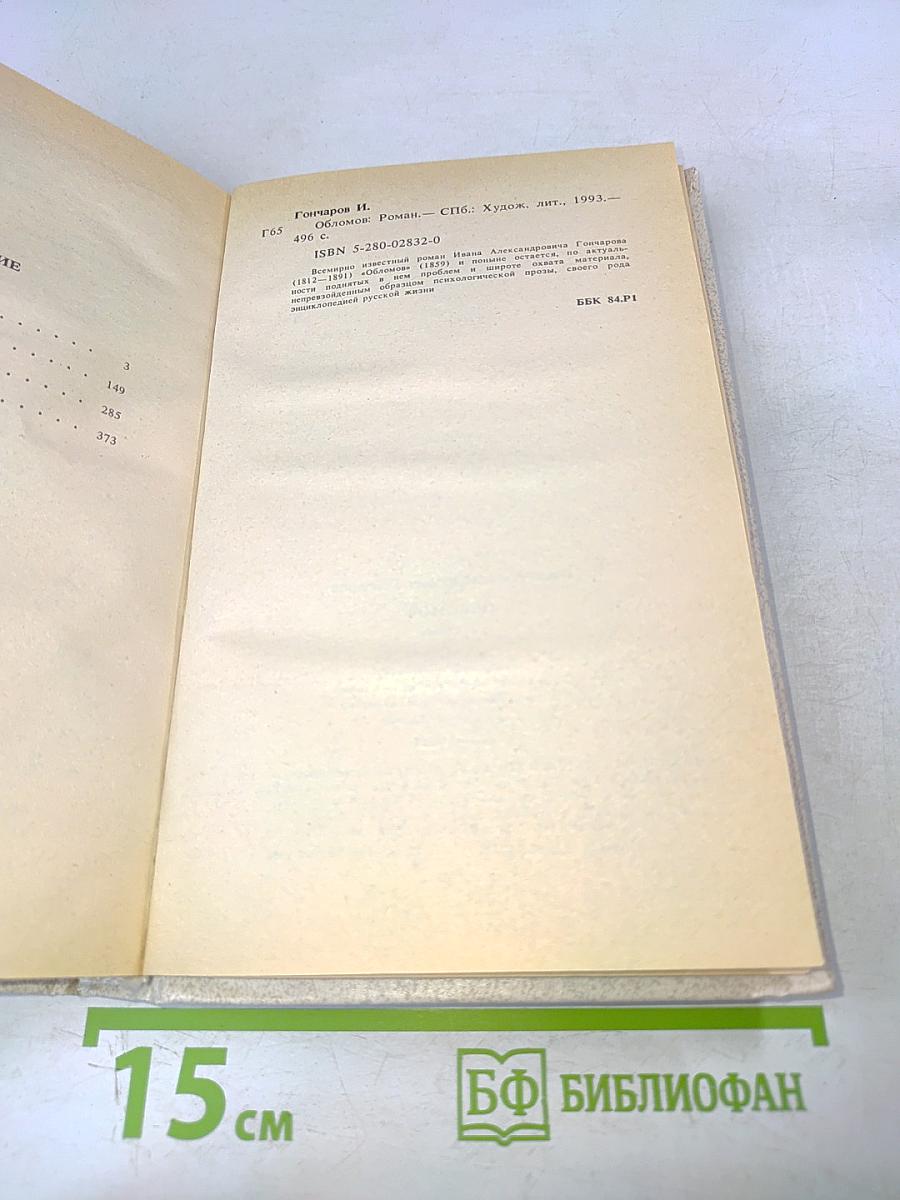 ИЕ
3
149
285
373
Гончаров И.
Г65 Обломов: Роман.— СПб.: Худож. лит., 1993.—
496 с.
ISBN 5-280-02832-0
Всемирно известный роман Ивана Александровича Гончарова
(1812—1891) «Обломов» (1859) и поныне остается, по актуаль-
ности поднятых в нем проблем и широте охвата материала,
непревзойденным образцом психологической прозы, своего рода
энциклопедией русской жизни
ББК 84.Р1
15 см
БФ БИБЛИОФАН